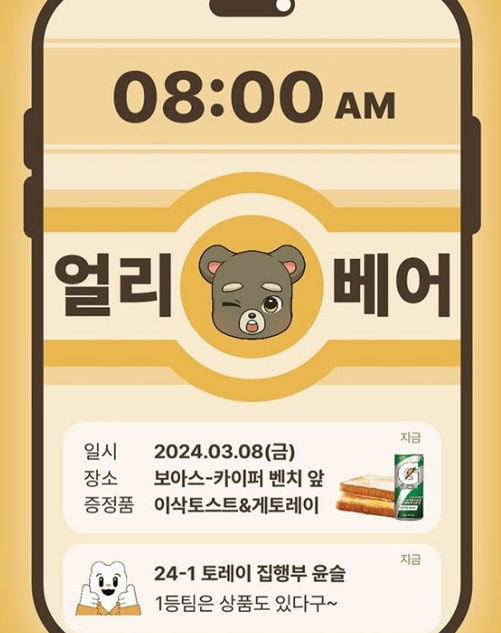 08:00 AM
얼리 베어
지금
일시 2024.03.08(금)
장소 보아스-카이퍼 벤치 앞
증정품 이삭토스트&게토레이
G
지금
24-1 토레이 집행부 윤슬
1등팀은 상품도 있다구~